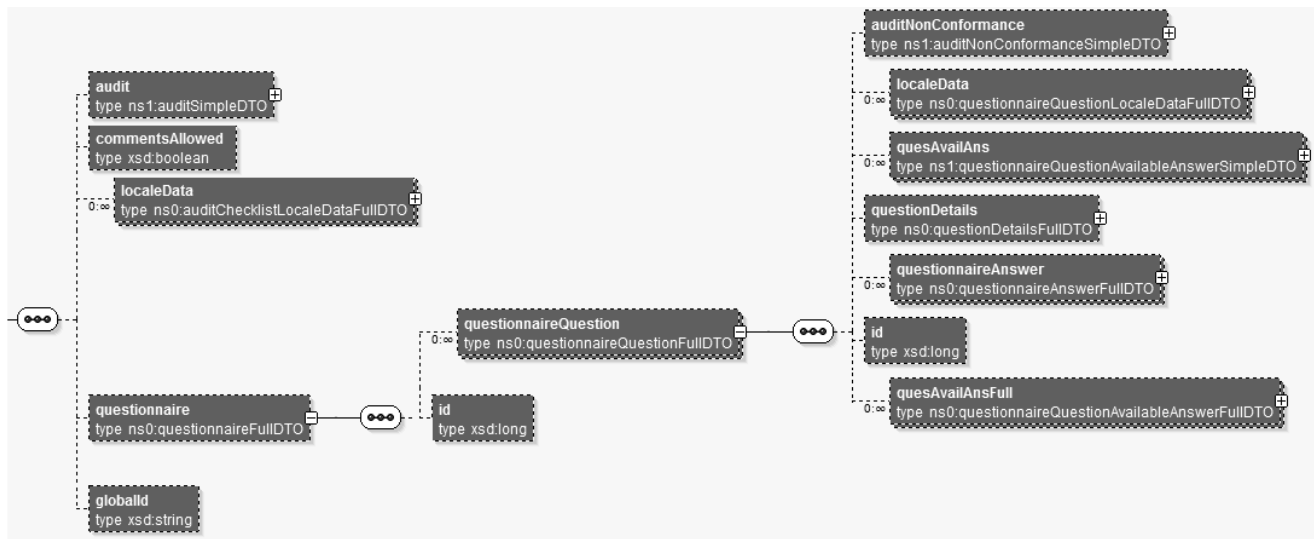 audit
type ns1:auditSimpleDTO
commentsAllowed
type xsd:boolean
localeData
0:∞
type ns0:auditChecklistLocaleDataFullDTO
questionnaire
type ns0:questionnaireFullDTO
globalId
type xsd:string
questionnaireQuestion
0:∞
type ns0:questionnaireQuestionFullDTO
id
type xsd:long
auditNonConformance
type ns1:auditNonConformanceSimpleDTO
localeData
0:∞
type ns0:questionnaireQuestionLocaleDataFullDTO
quesAvailAns
0:∞
type ns1:questionnaireQuestionAvailableAnswerSimpleDTO
questionDetails
type ns0:questionDetailsFullDTO
questionnaireAnswer
0:∞
type ns0:questionnaireAnswerFullDTO
id
type xsd:long
quesAvailAnsFull
0:∞
type ns0:questionnaireQuestionAvailableAnswerFullDTO